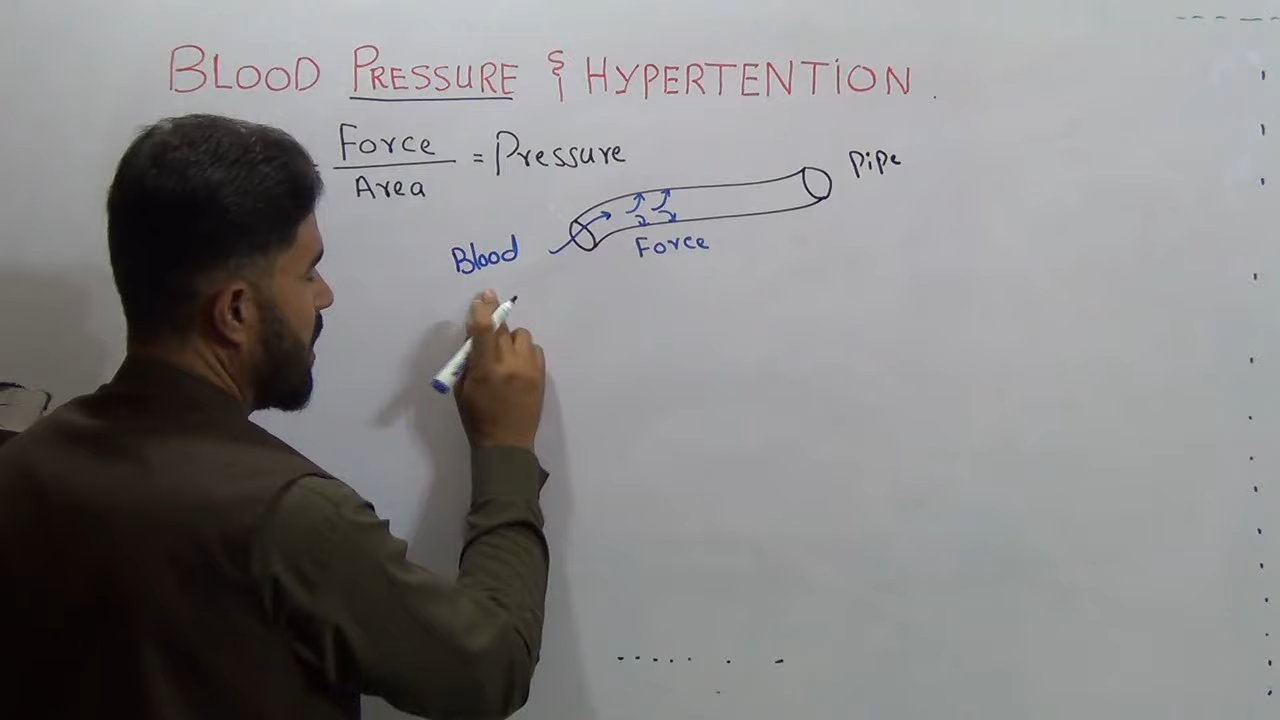 BLOOD PRESSURE & HYPERTENTION
Force
Area
= Pressure
Pipe
Blood
Force